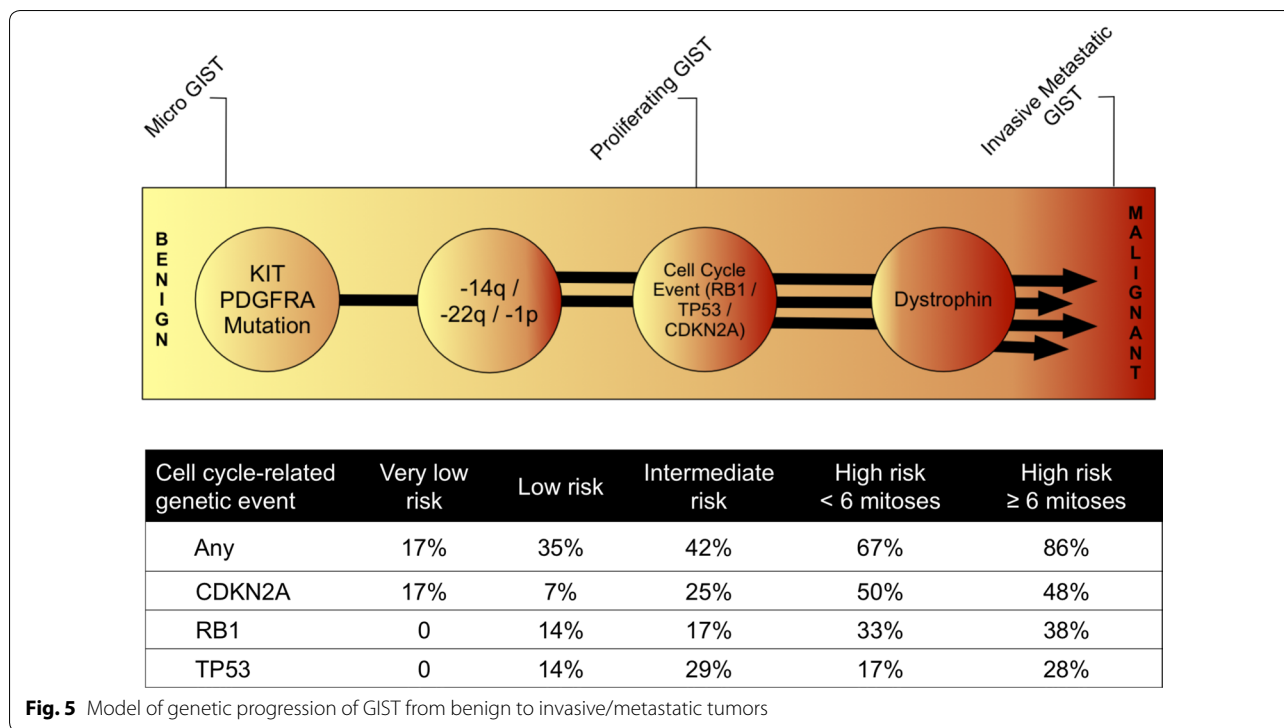 Micro GIST
Proliferating GIST
Invasive Metastatic
GIST
BENIGN
KIT
PDGFRA
Mutation
-14q /
-22q / -1p
Cell Cycle
Event (RB1 /
TP53 /
CDKN2A)
Dystrophin
MALIGNANT
Cell cycle-related genetic event Very low risk Low risk Intermediate risk High risk < 6 mitoses High risk ≥ 6 mitoses
Any 17% 35% 42% 67% 86%
CDKN2A 17% 7% 25% 50% 48%
RB1 0 14% 17% 33% 38%
TP53 0 14% 29% 17% 28%
Fig. 5 Model of genetic progression of GIST from benign to invasive/metastatic tumors